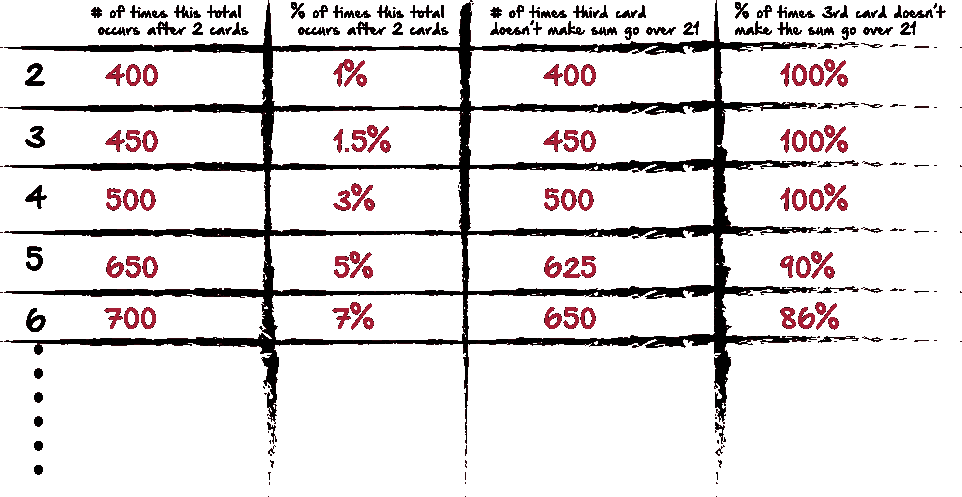 # of times this total occurs after 2 cards % of times this total occurs after 2 cards # of times third card doesn't make sum go over 21 % of times 3rd card doesn't make the sum go over 21
2 400 1% 400 100%
3 450 1.5% 450 100%
4 500 3% 500 100%
5 650 5% 625 90%
6 700 7% 650 86%